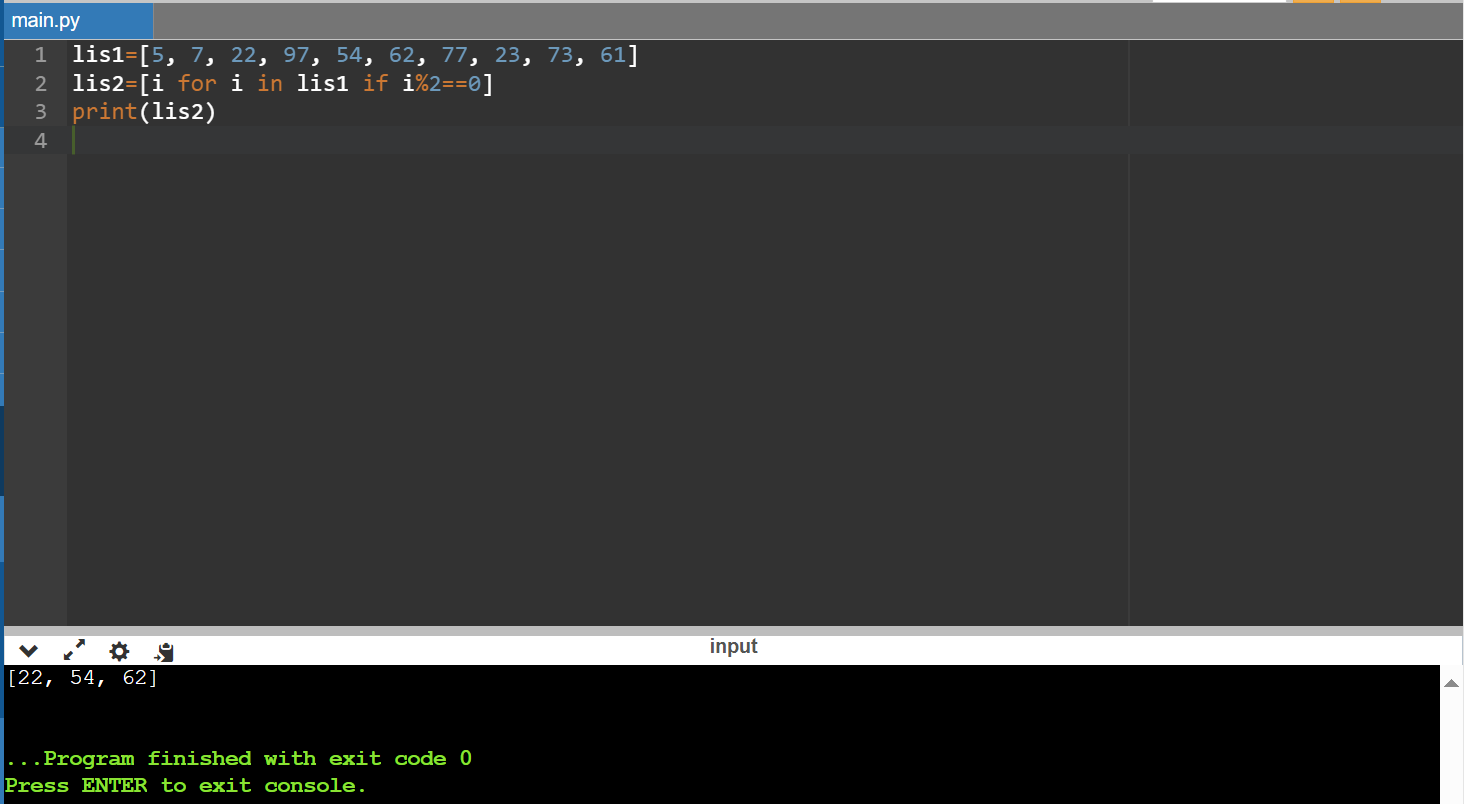 main.py
1 lis1=[5, 7, 22, 97, 54, 62, 77, 23, 73, 61]
2 lis2=[i for i in lis1 if i%2==0]
3 print(lis2)
4
input
[22, 54, 62]
...Program finished with exit code 0
Press ENTER to exit console.